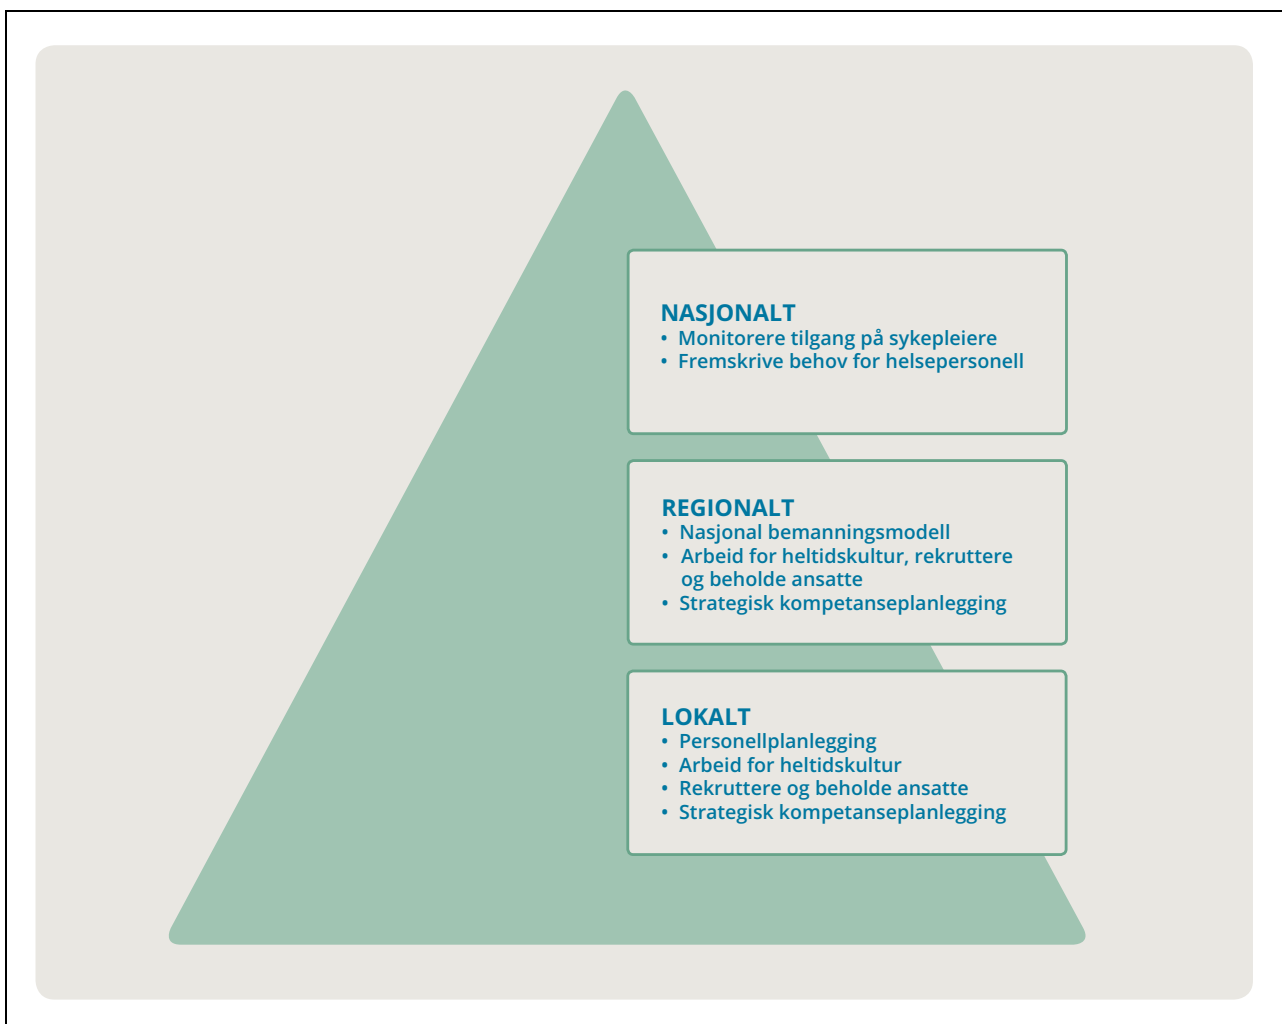 NASJONALT
• Monitorere tilgang på sykepleiere
• Fremskrive behov for helsepersonell
REGIONALT
• Nasjonal bemanningsmodell
• Arbeid for heltidskultur, rekruttere
og beholde ansatte
• Strategisk kompetanseplanlegging
LOKALT
• Personellplanlegging
• Arbeid for heltidskultur
• Rekruttere og beholde ansatte
• Strategisk kompetanseplanlegging